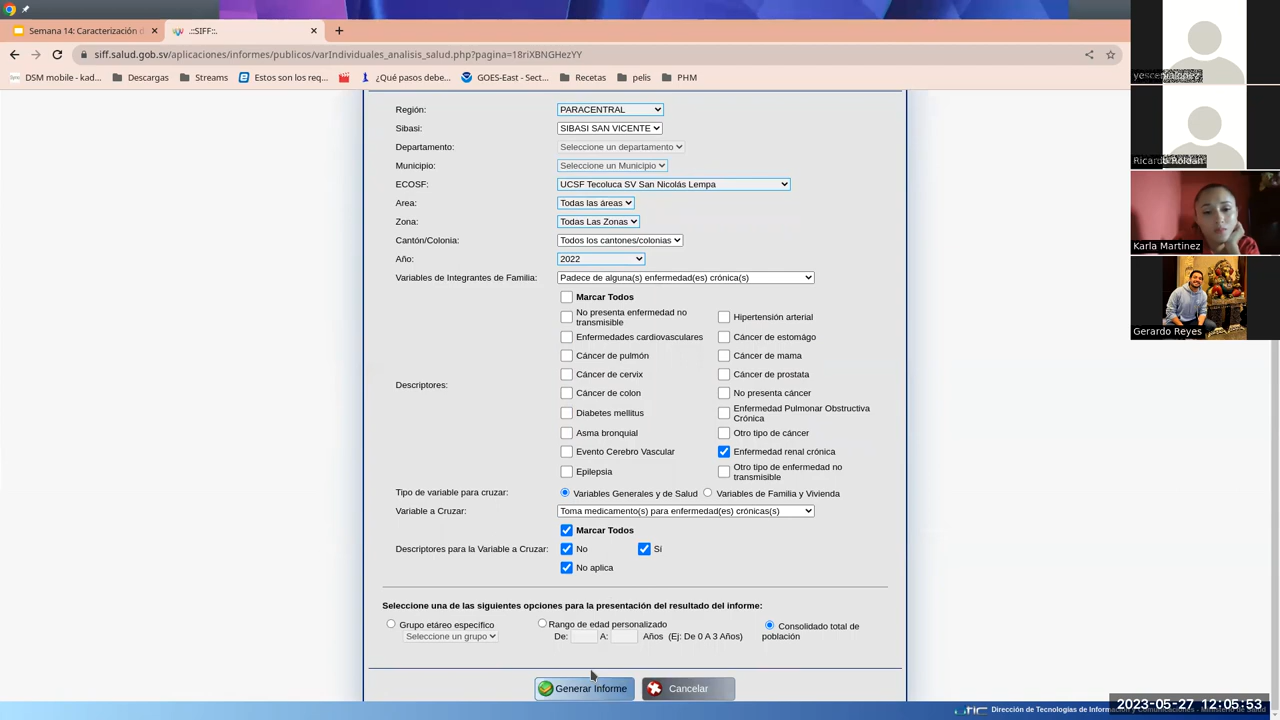 Semana 14: Caracterización d
.::SIFF::.
siff.salud.gob.sv/aplicaciones/informes/publicos/varIndividuales_analisis_salud.php?pagina=18riXBNGHezYY
DSM mobile - kad...
Descargas
Streams
Estos son los req...
¿Qué pasos debe...
GOES-East - Sect...
Recetas
pelis
PHM
Región:
PARACENTRAL
Sibasi:
SIBASI SAN VICENTE
Departamento:
Seleccione un departamento
Municipio:
Seleccione un Municipio
ECOSF:
UCSF Tecoluca SV San Nicolás Lempa
Area:
Todas las áreas
Zona:
Todas Las Zonas
Cantón/Colonia:
Todos los cantones/colonias
Año:
2022
Variables de Integrantes de Familia:
Padece de alguna(s) enfermedad(es) crónica(s)
Marcar Todos
No presenta enfermedad no
transmisible
Hipertensión arterial
Enfermedades cardiovasculares
Cáncer de estomágo
Cáncer de pulmón
Cáncer de mama
Cáncer de cervix
Cáncer de prostata
Descriptores:
Cáncer de colon
No presenta cáncer
Diabetes mellitus
Enfermedad Pulmonar Obstructiva
Crónica
Asma bronquial
Otro tipo de cáncer
Evento Cerebro Vascular
Enfermedad renal crónica
Epilepsia
Otro tipo de enfermedad no
transmisible
Tipo de variable para cruzar:
Variables Generales y de Salud
Variables de Familia y Vivienda
Variable a Cruzar:
Toma medicamento(s) para enfermedad(es) crónicas(s)
Marcar Todos
Descriptores para la Variable a Cruzar:
No
Sí
No aplica
Seleccione una de las siguientes opciones para la presentación del resultado del informe:
Grupo etáreo específico
Seleccione un grupo
Rango de edad personalizado
De:
A:
Años
(Ej: De 0 A 3 Años)
Consolidado total de
población
Generar Informe
Cancelar
Dirección de Tecnologías de Información
Karla Martinez
Gerardo Reyes
2023-05-27 12:05:53